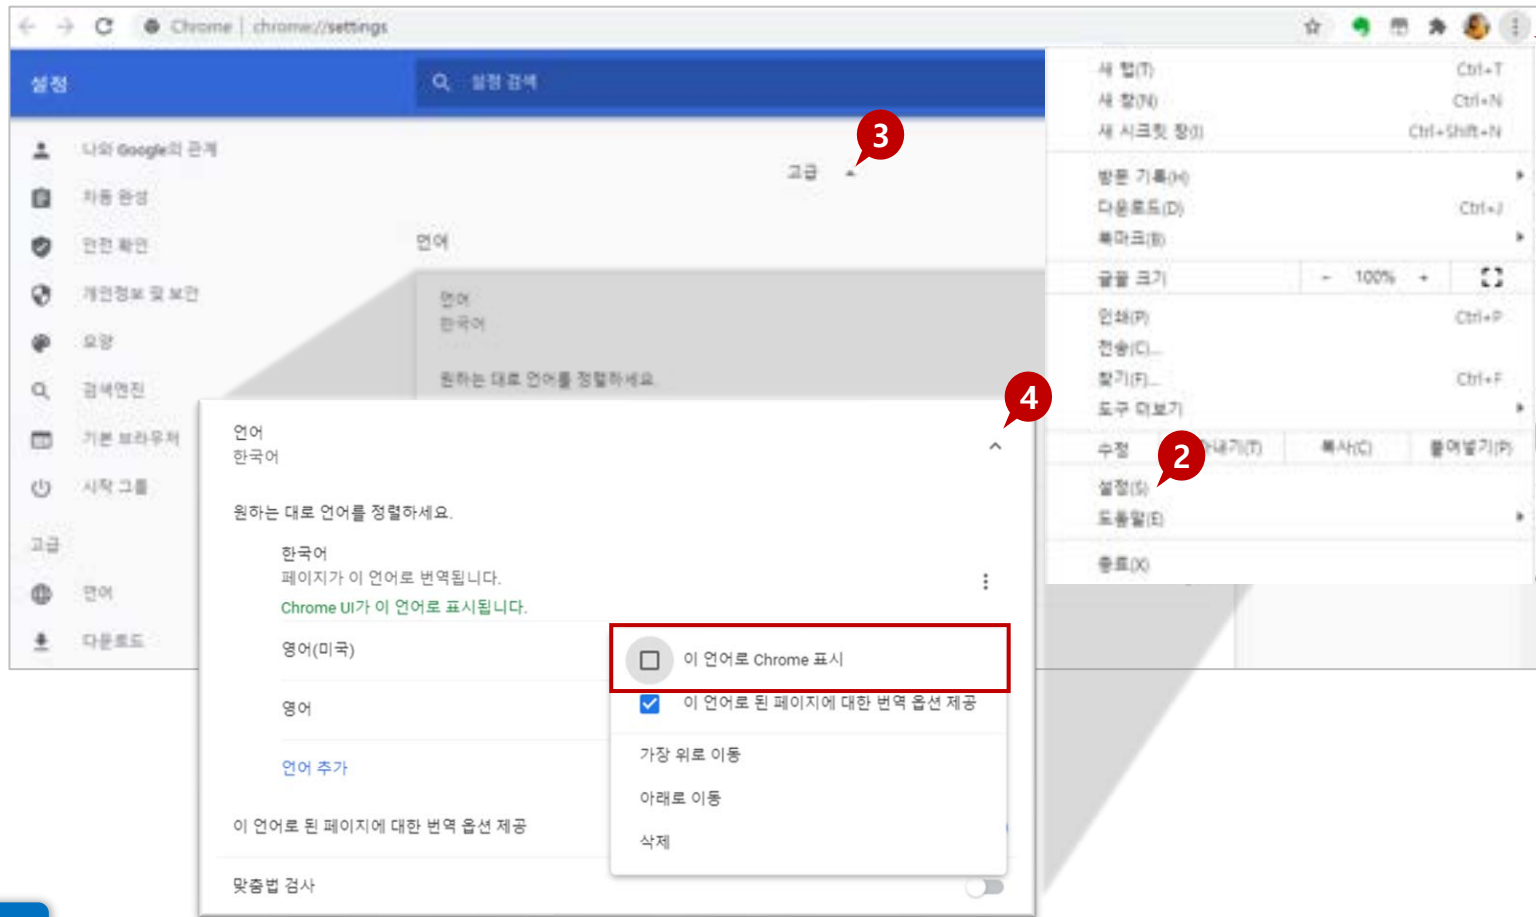 Chrome | chrome://settings
설정
설정 검색
나와 Google의 관계
자동 완성
안전 확인
개인정보 및 보안
모양
검색엔진
기본 브라우저
시작 그룹
고급
언어
다운로드
고급
3
언어
언어
한국어
원하는 대로 언어를 정렬하세요.
4
언어
한국어
원하는 대로 언어를 정렬하세요.
한국어
페이지가 이 언어로 번역됩니다.
Chrome UI가 이 언어로 표시됩니다.
영어(미국)
영어
언어 추가
이 언어로 된 페이지에 대한 번역 옵션 제공
맞춤법 검사
이 언어로 Chrome 표시
이 언어로 된 페이지에 대한 번역 옵션 제공
가장 위로 이동
아래로 이동
삭제
새 탭(T) Ctrl+T
새 창(N) Ctrl+N
새 시크릿 창(I) Ctrl+Shift+N
방문 기록(H)
다운로드(D) Ctrl+J
북마크(B)
글꼴 크기 - 100% +
인쇄(P) Ctrl+P
전송(C)...
찾기(F)... Ctrl+F
도구 더보기
수정 2 내기(T) 복사(C) 붙여넣기(P)
설정(S)
도움말(E)
종료(X)